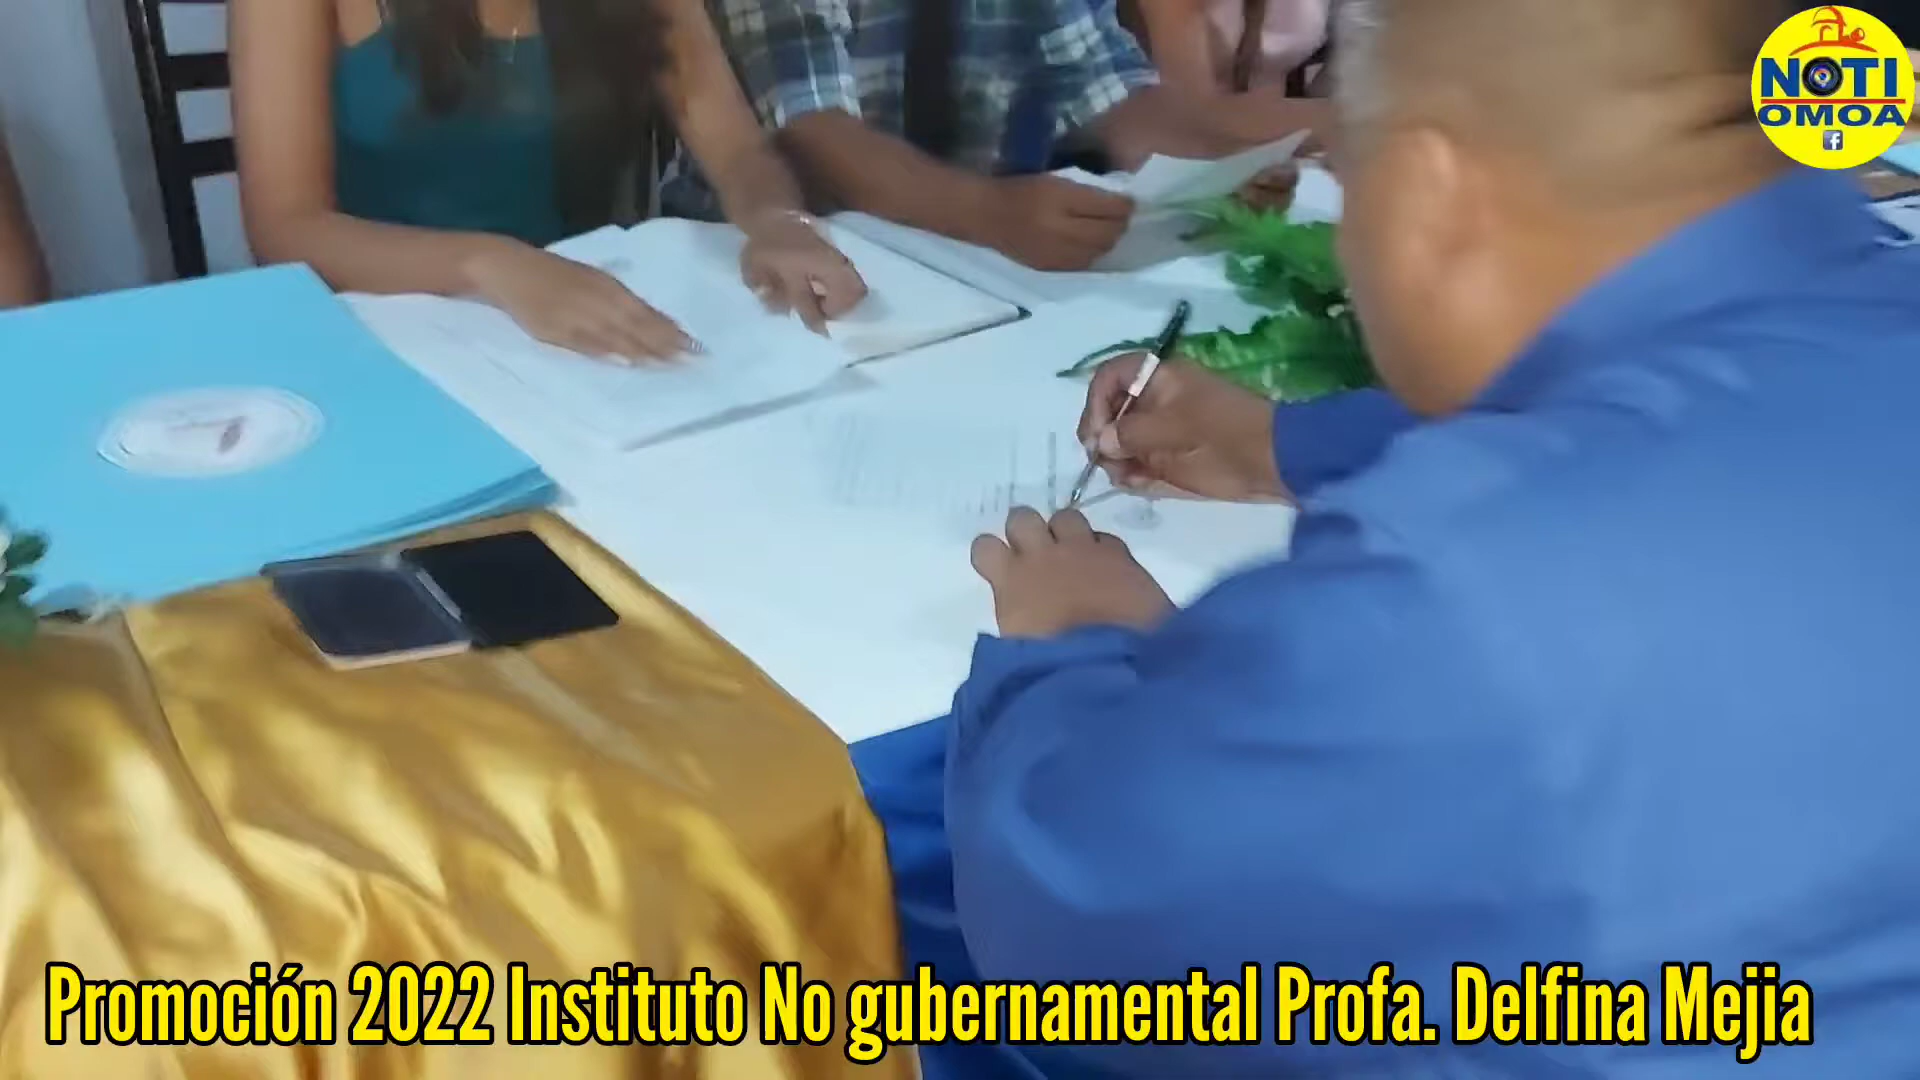 NOTI
OMOA
f
Promoción 2022 Instituto No gubernamental Profa. Delfina Mejia